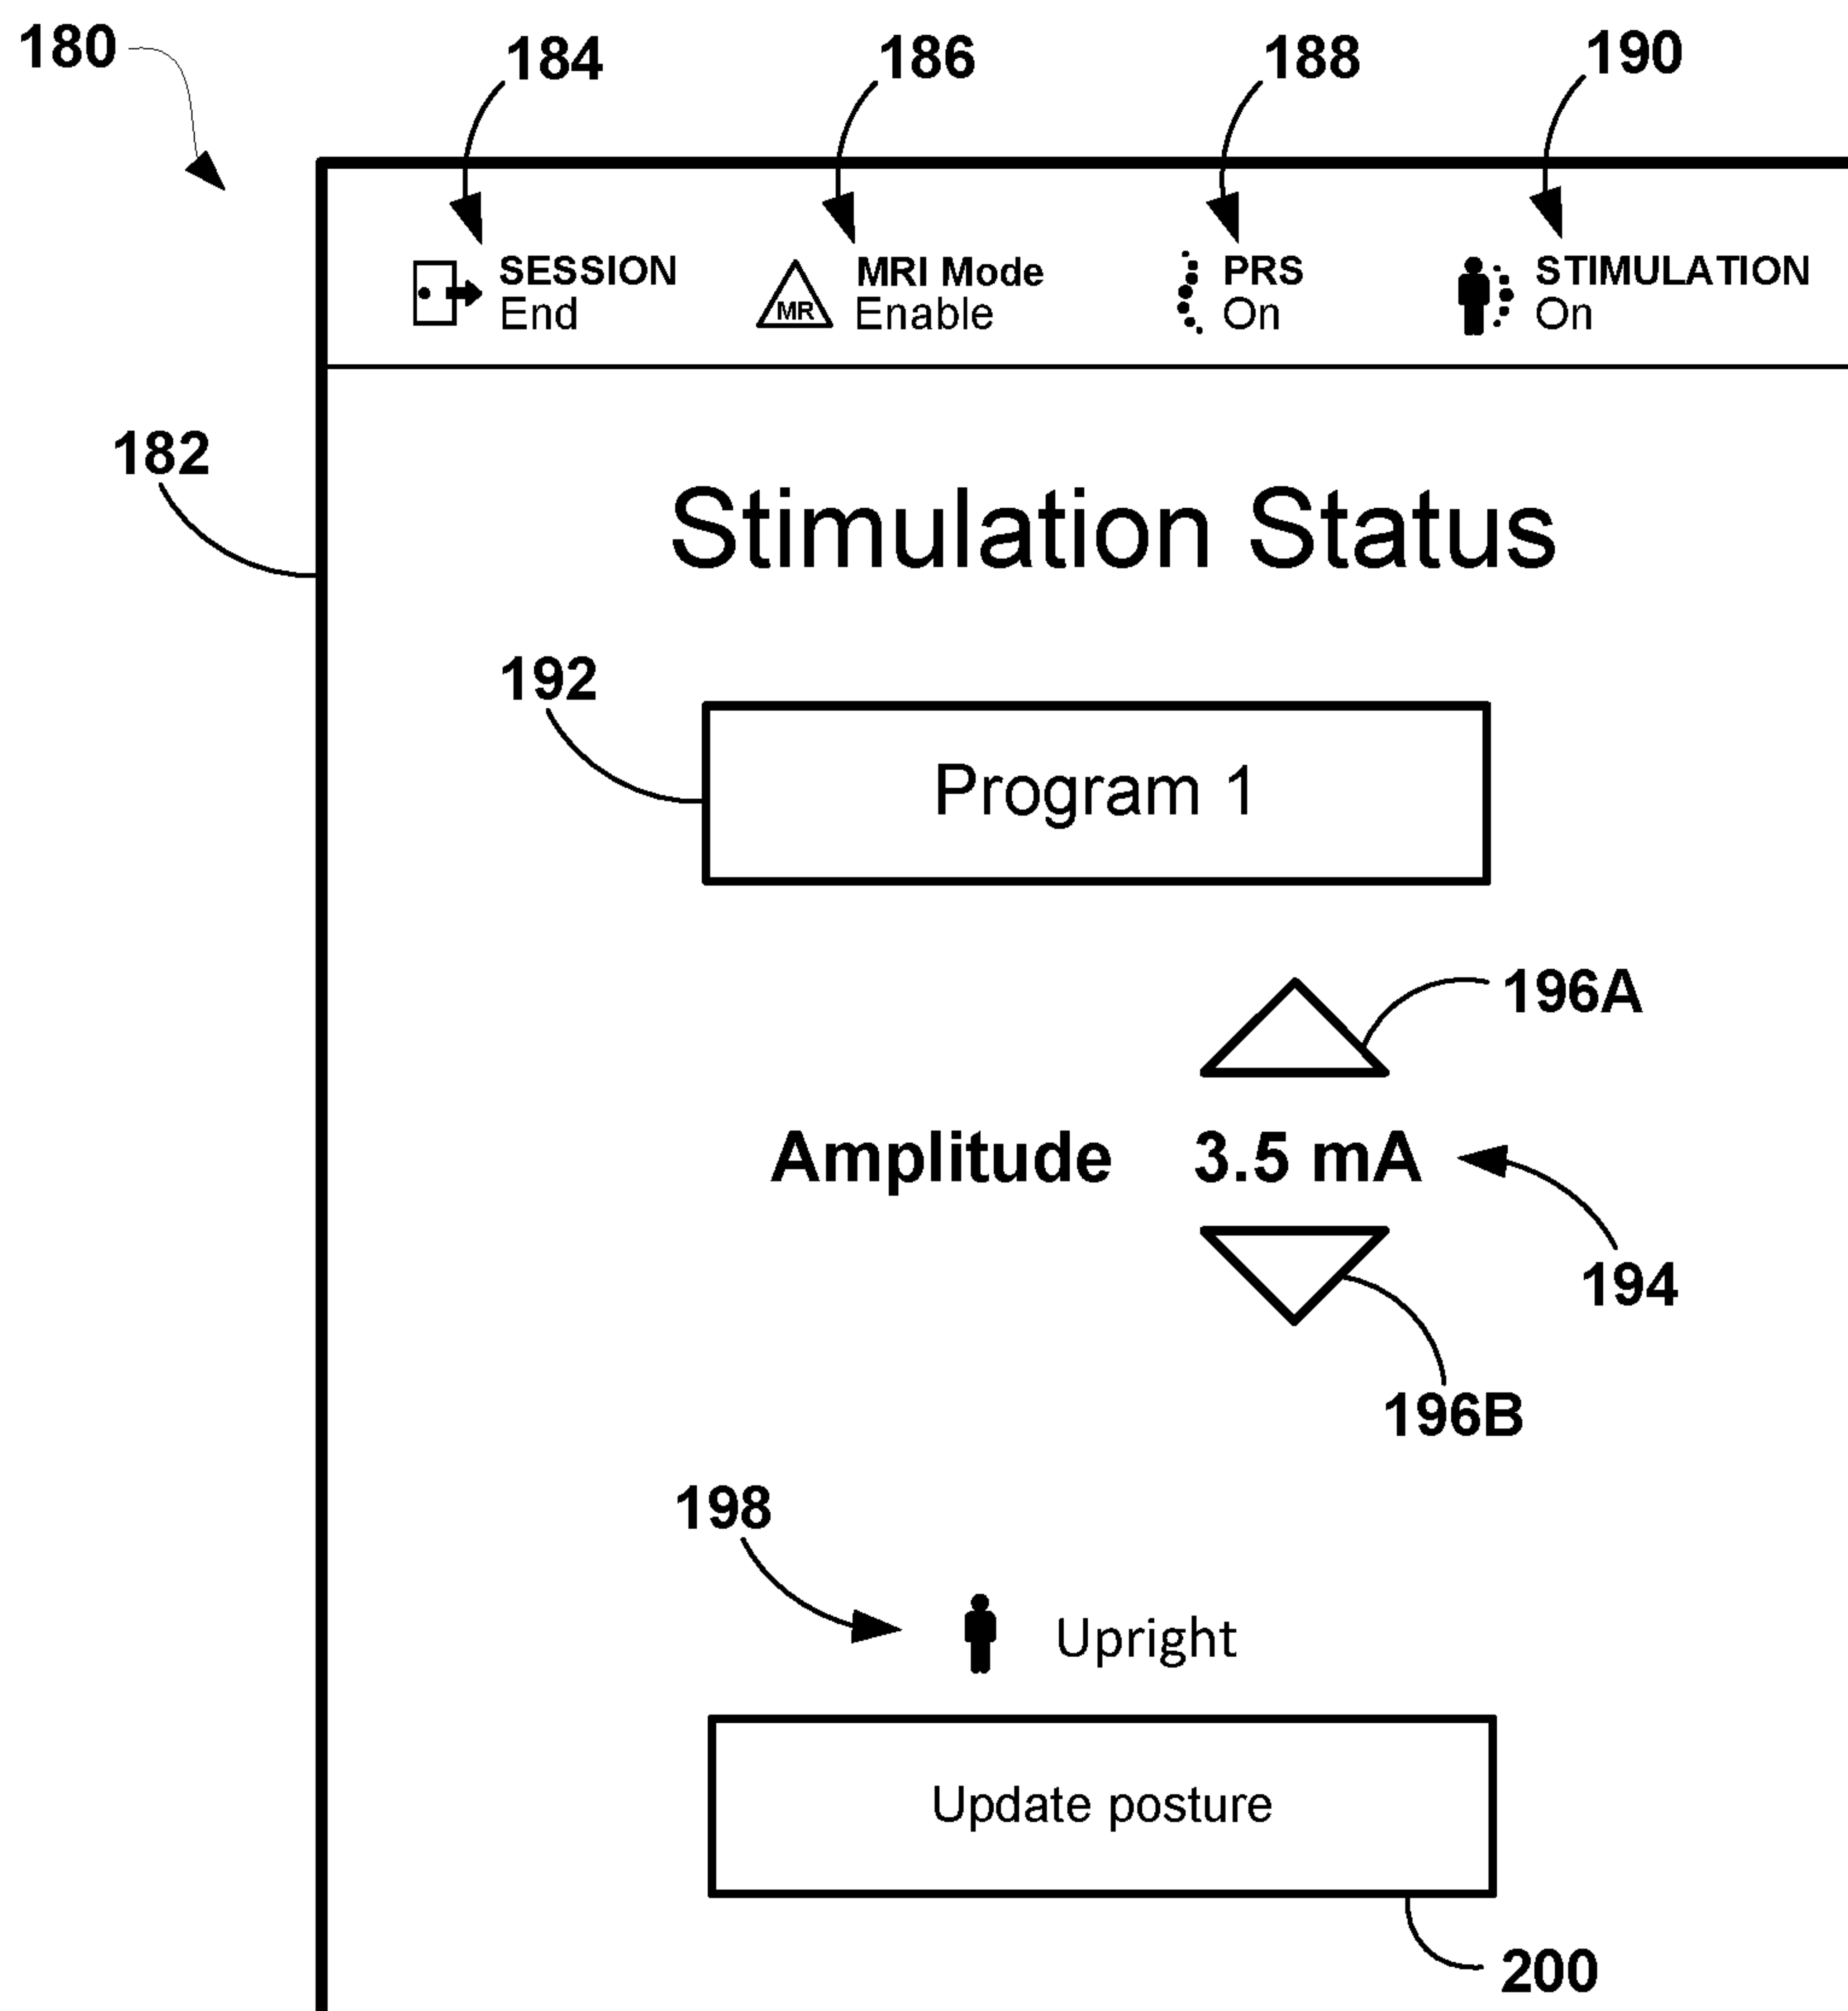 180
184
186
188
190
SESSION
End
MR
MRI Mode
Enable
PRS
On
STIMULATION
On
182
Stimulation Status
192
Program 1
196A
Amplitude 3.5 mA
194
196B
198
Upright
Update posture
200